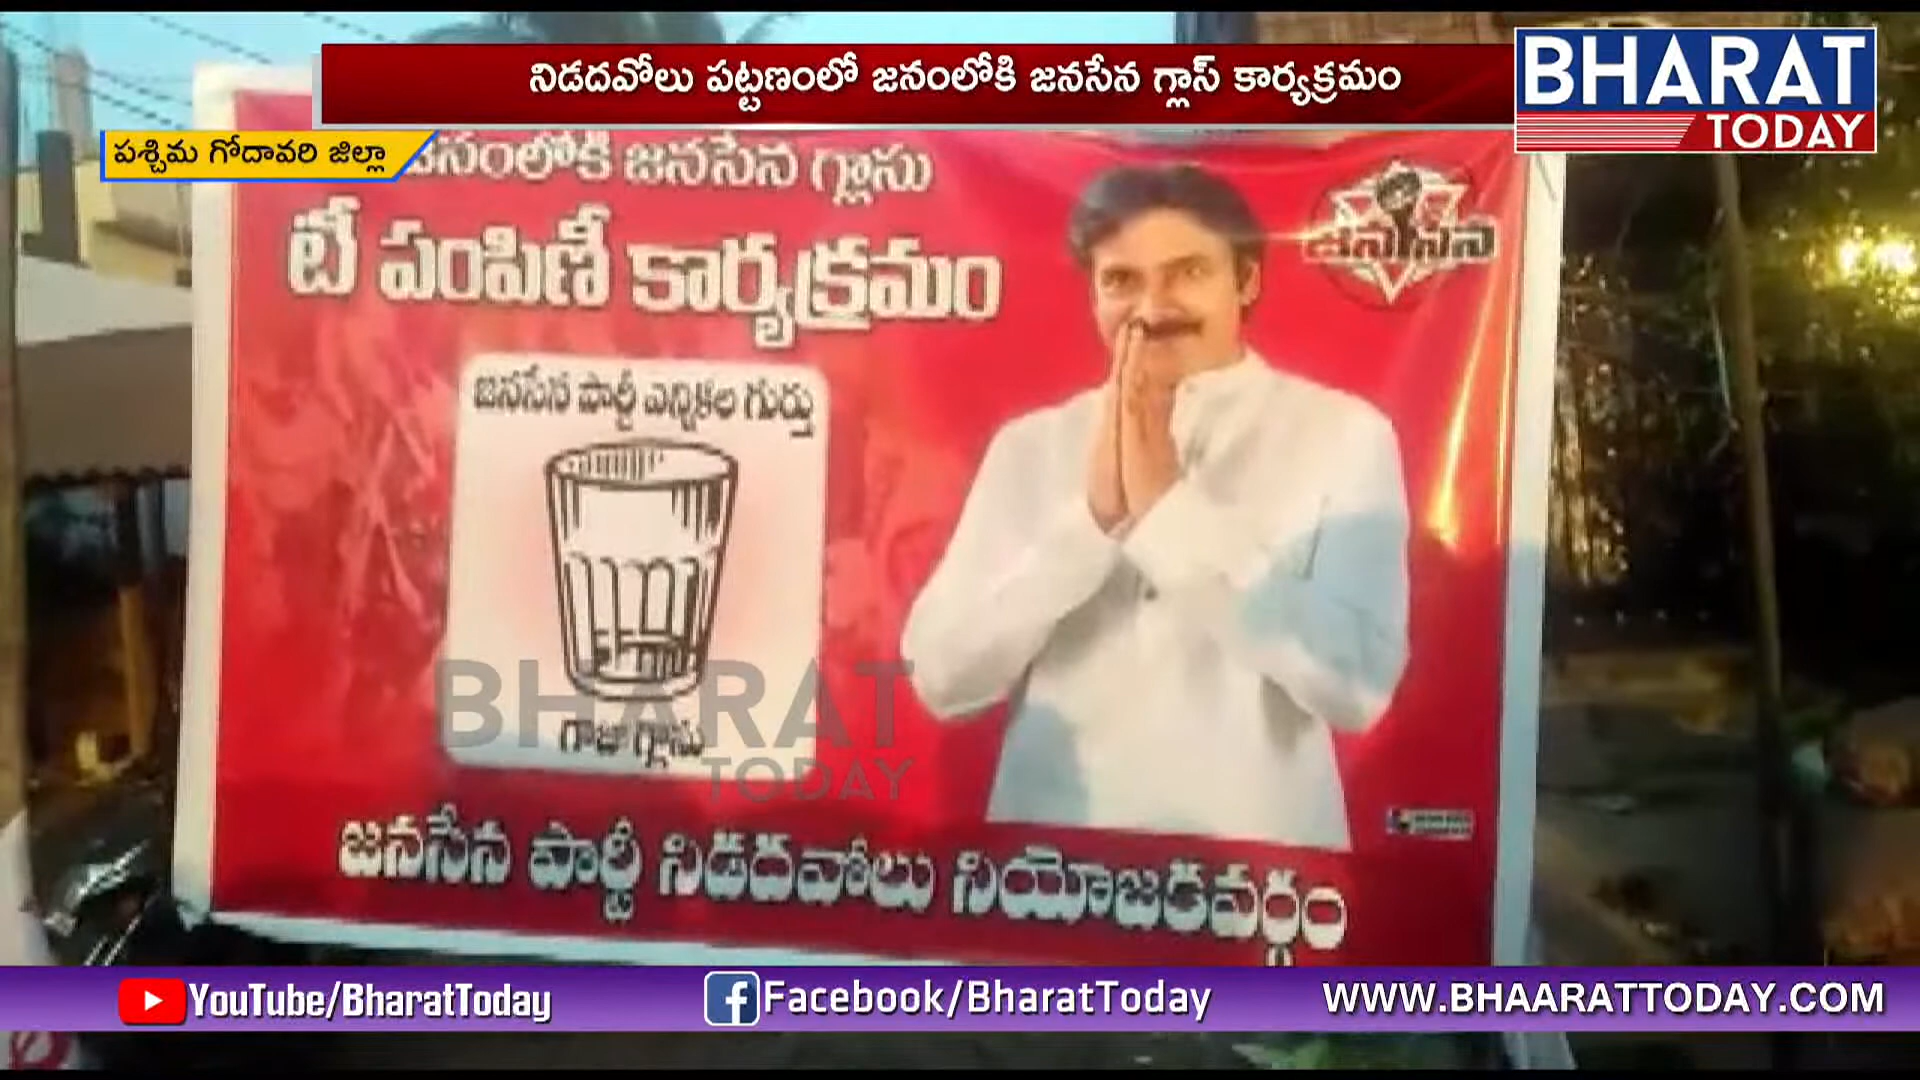 నిడదవోలు పట్టణంలో జనంలోకి జనసేన గ్లాస్ కార్యక్రమం
BHARAT
TODAY
పశ్చిమ గోదావరి జిల్లా
జనసేన గ్లాసు
టీ పంపిణీ కార్యక్రమం
జనసేన
జనసేన పార్టీ ఎన్నికల గుర్తు
గాజు గ్లాసు
BHARAT
TODAY
జనసేన పార్టీ నిడదవోలు నియోజకవర్గం
YouTube/BharatToday
Facebook/BharatToday
WWW.BHAARATTODAY.COM